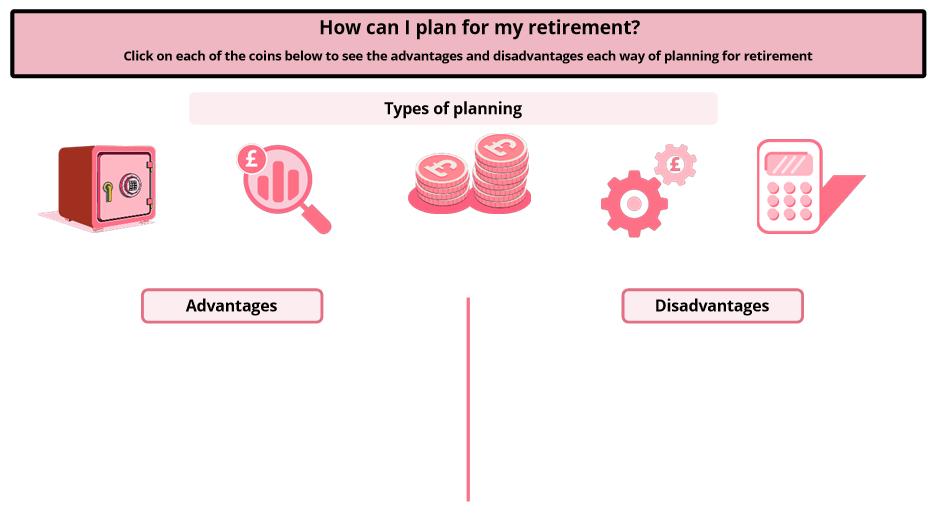 How can I plan for my retirement?
Click on each of the coins below to see the advantages and disadvantages each way of planning for retirement
Types of planning
£
£
£
£
Advantages
Disadvantages